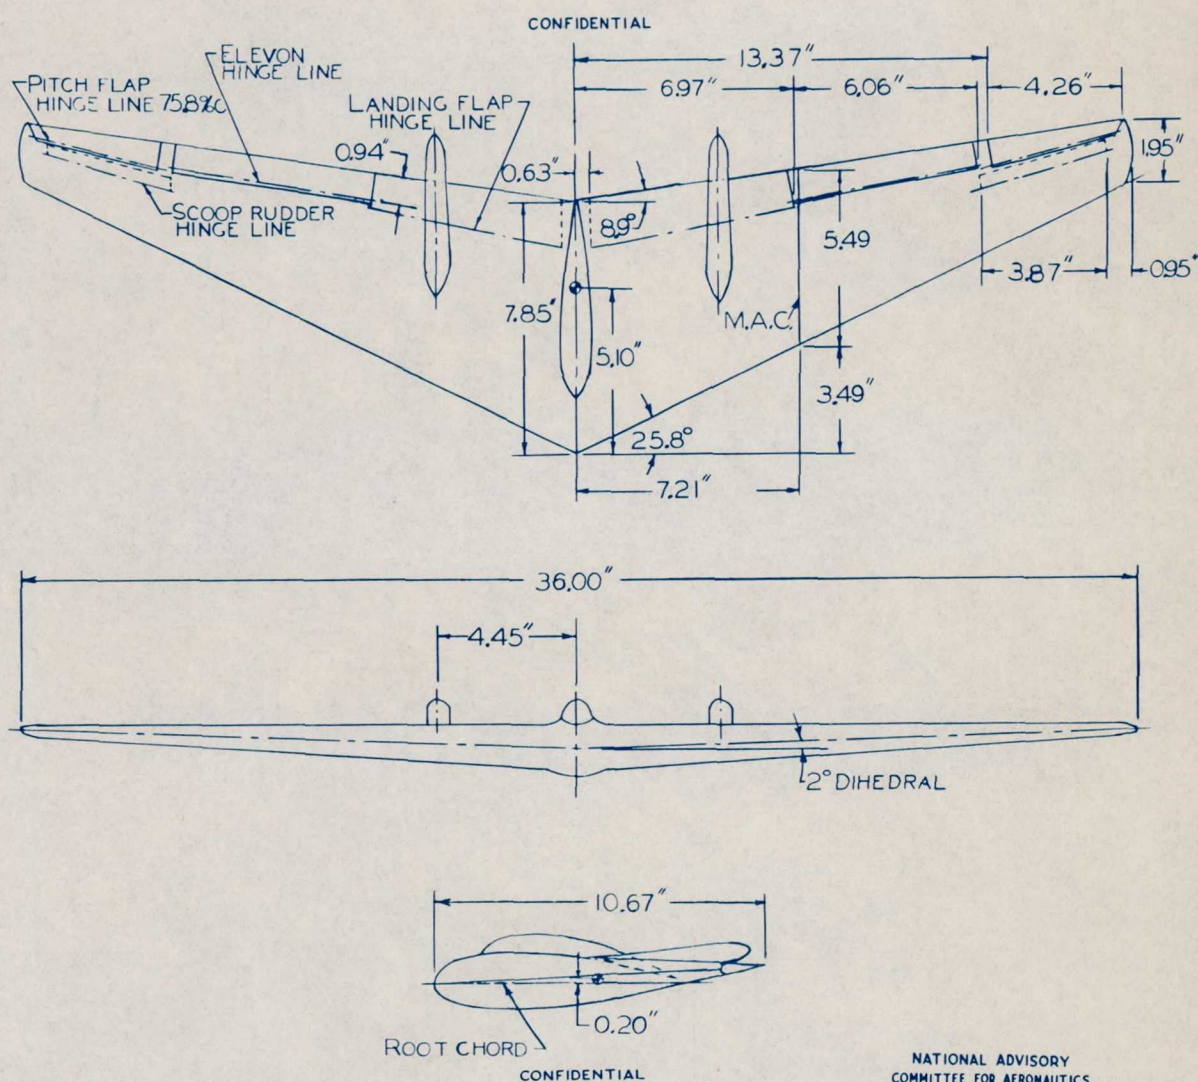 CONFIDENTIAL
ELEVON
HINGE LINE
PITCH FLAP
HINGE LINE 75.8%C
LANDING FLAP
HINGE LINE
13.37"
6.97"
6.06"
4.26"
0.94"
0.63"
1.95"
SCOOP RUDDER
HINGE LINE
8.9°
5.49
3.87"
0.95"
7.85"
M.A.C.
5.10"
3.49"
25.8°
7.21"
36.00"
4.45"
2° DIHEDRAL
10.67"
0.20"
ROOT CHORD
CONFIDENTIAL
NATIONAL ADVISORY
COMMITTEE FOR AERONAUTICS